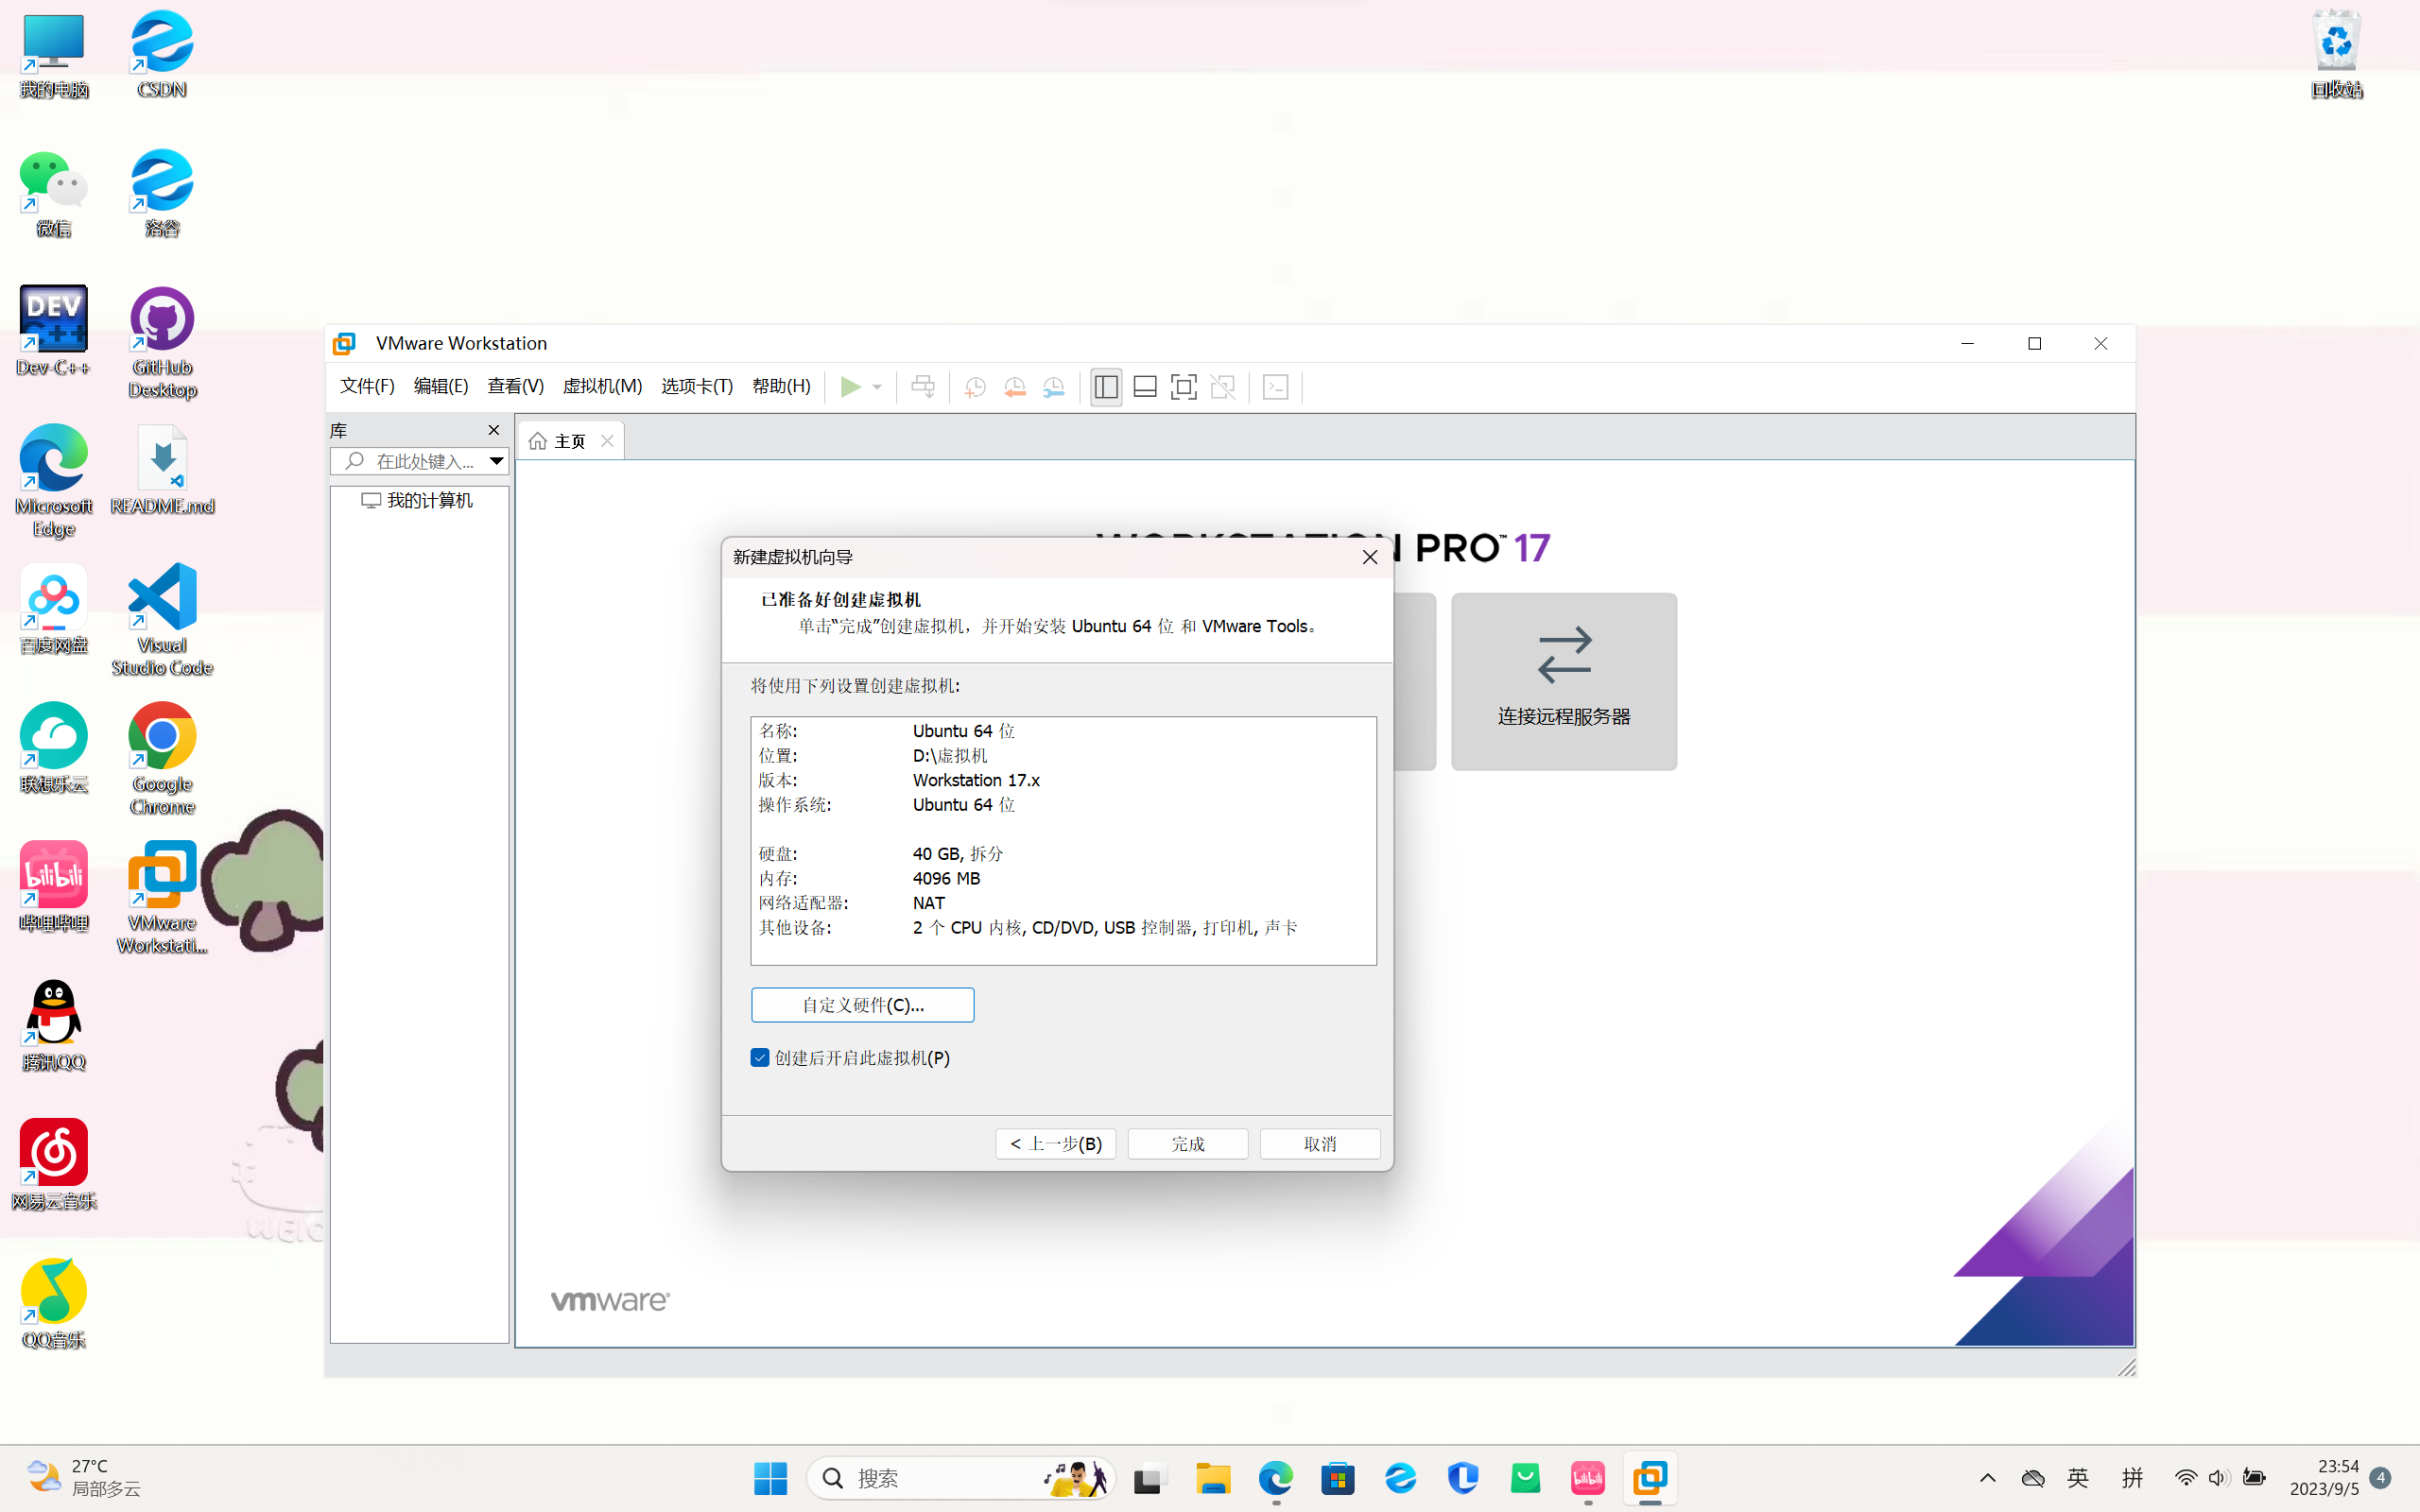 我的电脑
CSDN
回收站
微信
洛谷
DEV
C++
Dev-C++
GitHub
Desktop
Microsoft
Edge
README.md
百度网盘
Visual
Studio Code
联想乐云
Google
Chrome
bilibili
哔哩哔哩
VMware
Workstati...
腾讯QQ
网易云音乐
QQ音乐
VMware Workstation
文件(F) 编辑(E) 查看(V) 虚拟机(M) 选项卡(T) 帮助(H)
库
在此处键入...
我的计算机
主页
WORKSTATION PRO™ 17
连接远程服务器
新建虚拟机向导
已准备好创建虚拟机
单击“完成”创建虚拟机，并开始安装 Ubuntu 64 位 和 VMware Tools。
将使用下列设置创建虚拟机:
名称: Ubuntu 64 位
位置: D:\虚拟机
版本: Workstation 17.x
操作系统: Ubuntu 64 位
硬盘: 40 GB, 拆分
内存: 4096 MB
网络适配器: NAT
其他设备: 2 个 CPU 内核, CD/DVD, USB 控制器, 打印机, 声卡
自定义硬件(C)...
创建后开启此虚拟机(P)
< 上一步(B) 完成 取消
vmware®
27°C
局部多云
搜索
bilibili
英
拼
23:54
2023/9/5
4